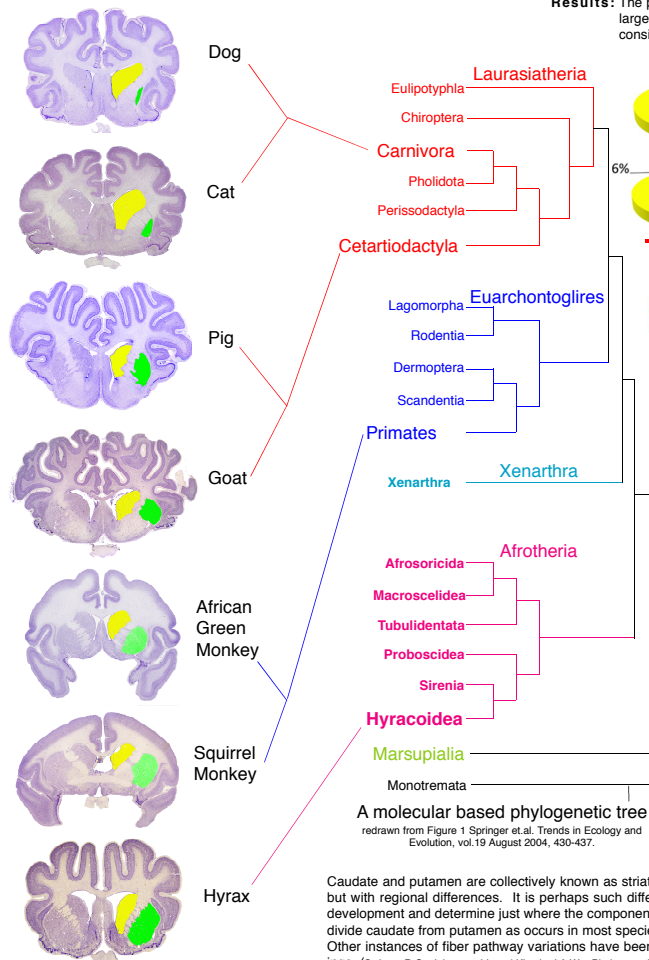 Results: The p
large
consi
Dog
Laurasiatheria
Eulipotyphla
Chiroptera
Carnivora
6%
Pholidota
Cat
Perissodactyla
Cetartiodactyla
Euarchontoglires
Lagomorpha
Pig
Rodentia
Dermoptera
Scandentia
Primates
Goat
Xenarthra
Xenarthra
Afrotheria
Afrosoricida
Macroscelidea
African
Green
Monkey
Tubulidentata
Proboscidea
Sirenia
Hyracoidea
Squirrel
Monkey
Marsupialia
Monotremata
A molecular based phylogenetic tree
redrawn from Figure 1 Springer et.al. Trends in Ecology and
Evolution, vol.19 August 2004, 430-437.
Hyrax
Caudate and putamen are collectively known as striat
but with regional differences. It is perhaps such diffe
development and determine just where the componen
divide caudate from putamen as occurs in most specie
Other instances of fiber pathway variations have been